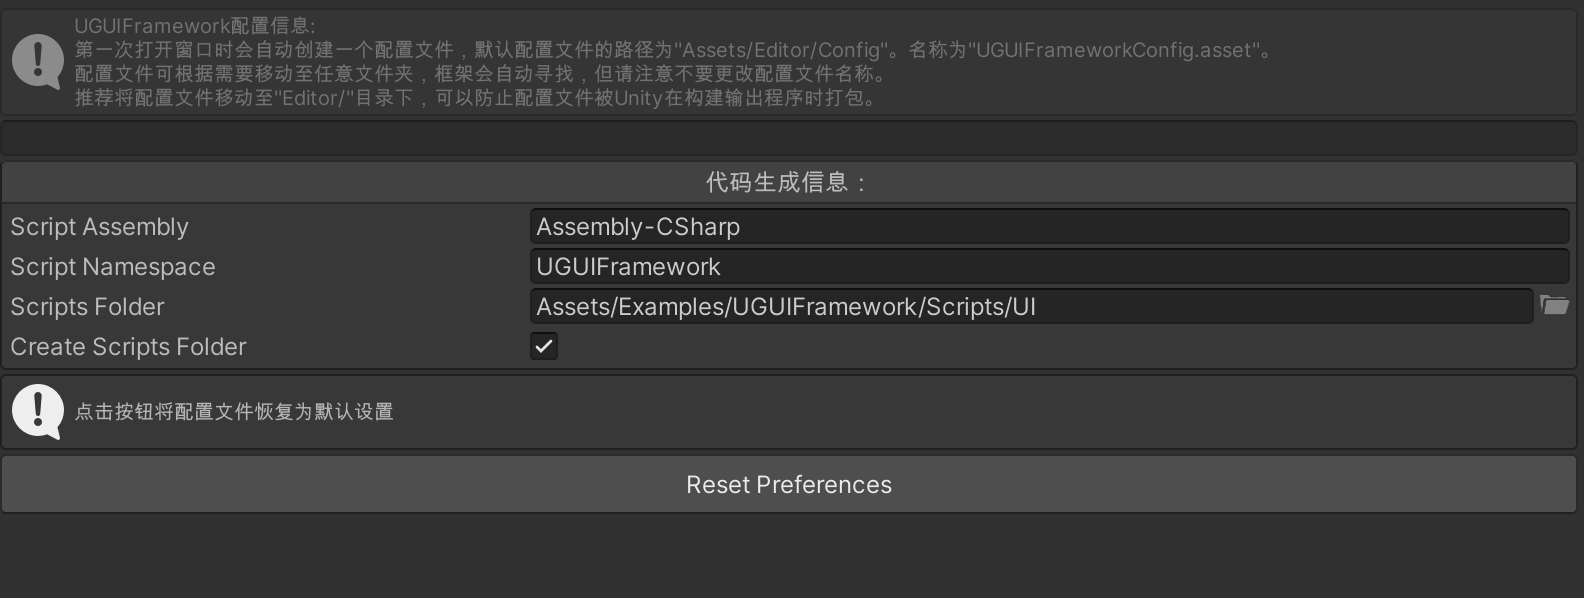 UGUIFramework配置信息:
第一次打开窗口时会自动创建一个配置文件，默认配置文件的路径为"Assets/Editor/Config"。名称为"UGUIFrameworkConfig.asset"。
配置文件可根据需要移动至任意文件夹，框架会自动寻找，但请注意不要更改配置文件名称。
推荐将配置文件移动至"Editor/"目录下，可以防止配置文件被Unity在构建输出程序时打包。
代码生成信息：
Script Assembly Assembly-CSharp
Script Namespace UGUIFramework
Scripts Folder Assets/Examples/UGUIFramework/Scripts/UI
Create Scripts Folder
点击按钮将配置文件恢复为默认设置
Reset Preferences